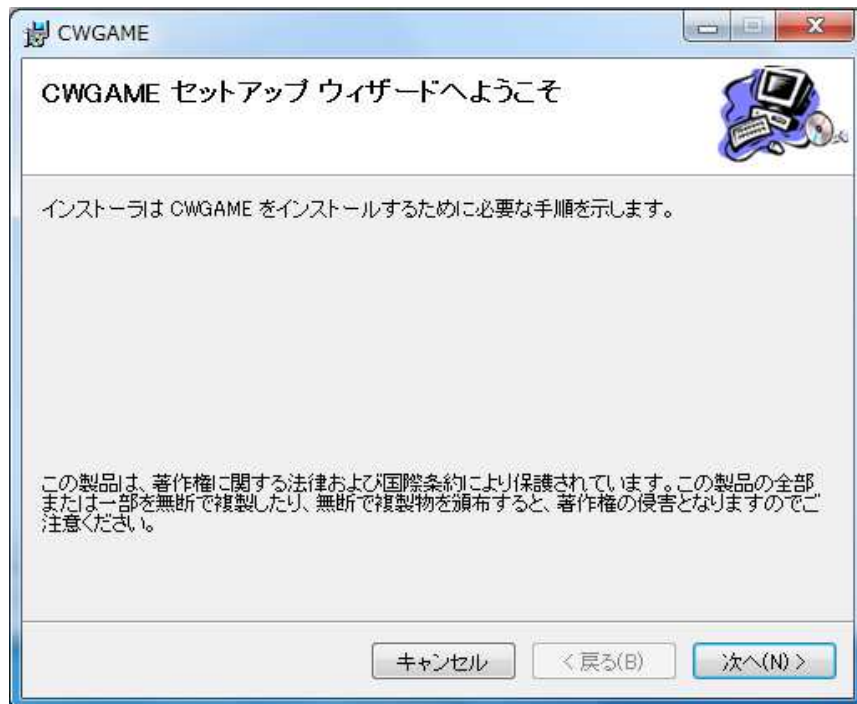 CWGAME
CWGAME セットアップ ウィザードへようこそ
インストーラは CWGAME をインストールするために必要な手順を示します。
この製品は、著作権に関する法律および国際条約により保護されています。この製品の全部
または一部を無断で複製したり、無断で複製物を頒布すると、著作権の侵害となりますのでご
注意ください。
キャンセル
< 戻る(B)
次へ(N) >